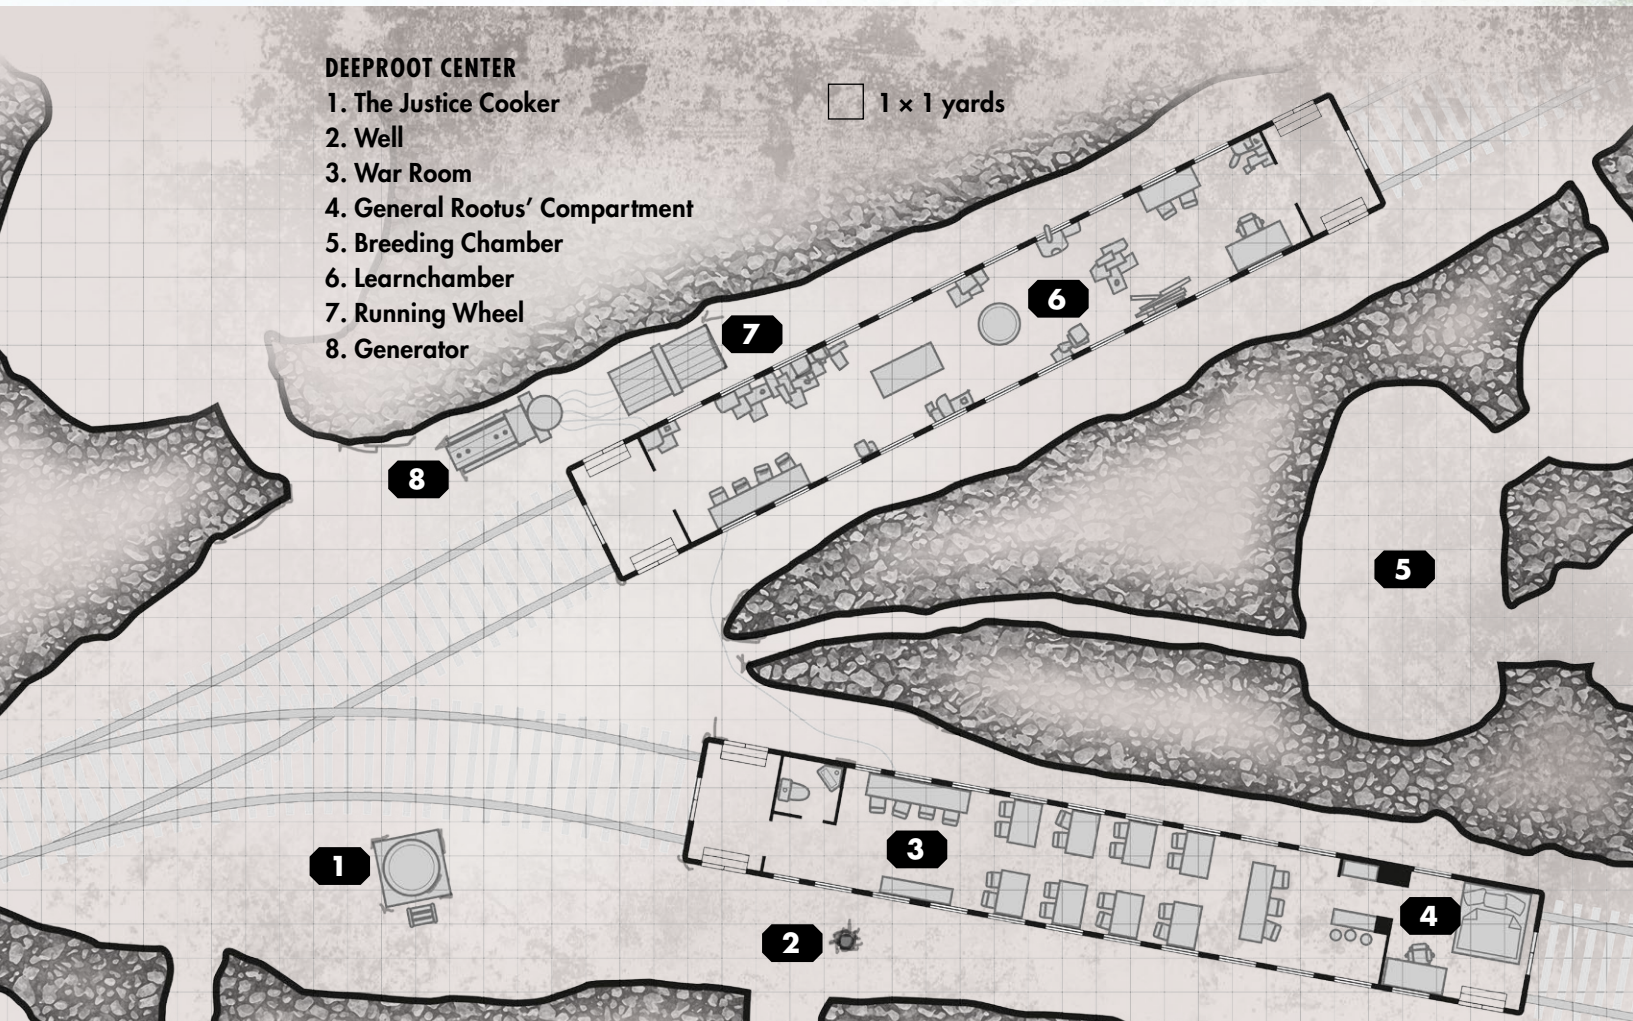 DEEPROOT CENTER
1. The Justice Cooker
2. Well
3. War Room
4. General Rootus’ Compartment
5. Breeding Chamber
6. Learnchamber
7. Running Wheel
8. Generator
1 × 1 yards
7
6
8
5
1
3
2
4